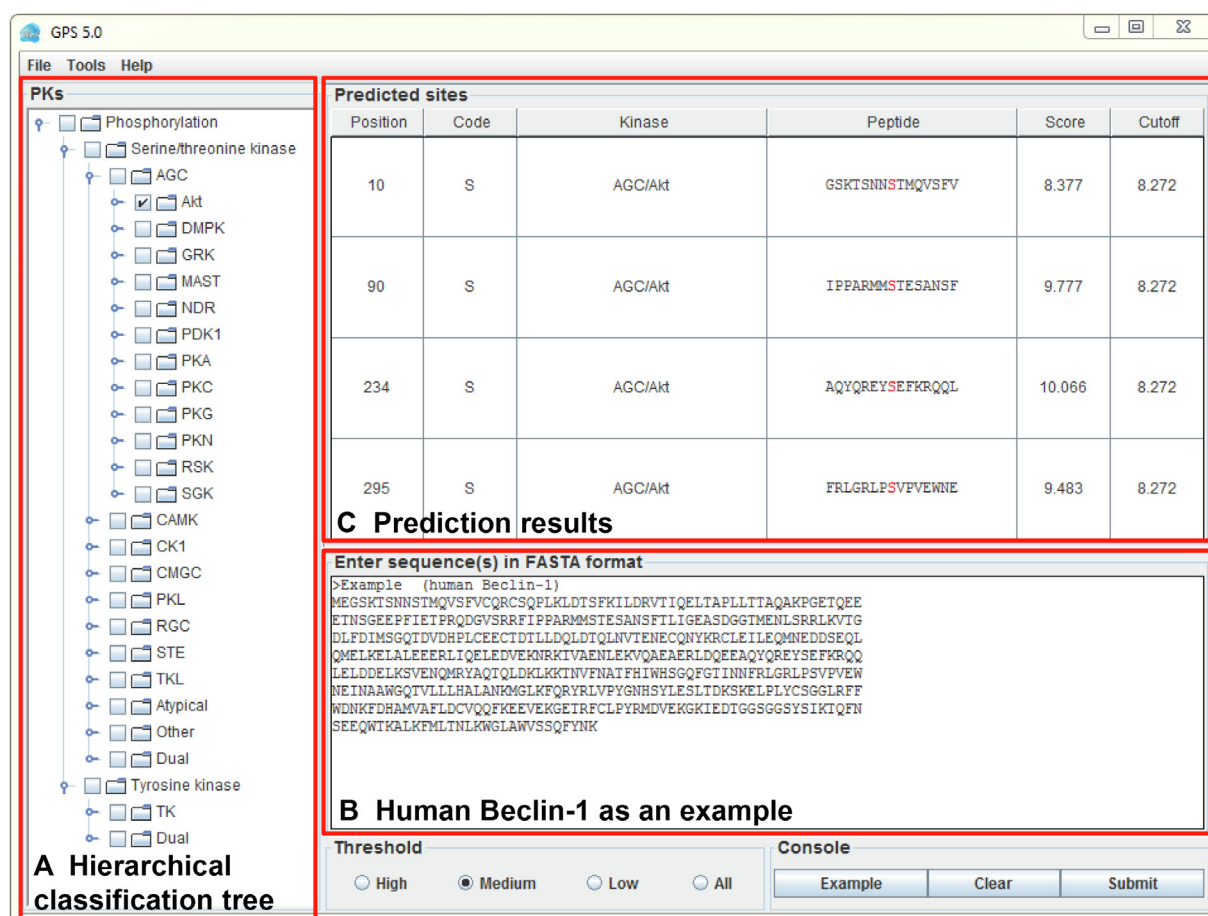 GPS 5.0
File Tools Help
PKs
Phosphorylation
Serine/threonine kinase
AGC
Akt
DMPK
GRK
MAST
NDR
PDK1
PKA
PKC
PKG
PKN
RSK
SGK
CAMK
CK1
CMGC
PKL
RGC
STE
TKL
Atypical
Other
Dual
Tyrosine kinase
TK
Dual
A Hierarchical
classification tree
Predicted sites
Position Code Kinase Peptide Score Cutoff
10 S AGC/Akt GSKTSNNSTMQVSFV 8.377 8.272
90 S AGC/Akt IPPARMMSTESANSF 9.777 8.272
234 S AGC/Akt AQYQREYSEFKRQQL 10.066 8.272
295 S AGC/Akt FRLGRLPSVPVEWNE 9.483 8.272
C Prediction results
Enter sequence(s) in FASTA format
>Example (human Beclin-1)
MEGSKTSNNSTMQVSFVCQRCSQPLKLDTSFKILDRVTIQELTAPLLTTAQAKPGETQEE
ETNSGEEPFIETPRQDGVSRRFIPPARMMSTESANSFTLIGEASDGGTMENLSRRLKVTG
DLFDIMSGQTDVDHPLCEECTDTLLDQLDTQLNVTENECQNYKRCLEILEQMNEDDSEQL
QMELKELALEEERLIQELEDVEKNRKIVAENLEKVQAEAERLDQEEAQYQREYSEFKRQQ
LELDDELKSVENQMRYAQTQLDKLKKTNVFNATFHIWHSGQFGTINNFRLGRLPSVPVEW
NEINAAWGQTVLLLHALANKMGLKFQRYRLVPYGNHSYLESLTDKSKELPLYCSGGLRFF
WDNKFDHAMVAFLDCVQQFKEEVEKGETRFCLPYRMDVEKGKIEDTGGSGGSYSIKTQFN
SEEQWTKALKFMLTNLKWGLAWVSSQFYNK
B Human Beclin-1 as an example
Threshold
High Medium Low All
Console
Example Clear Submit